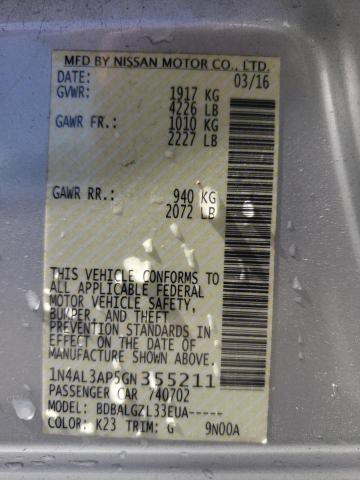 MFD BY NISSAN MOTOR CO., LTD.
DATE: 03/16
GVWR: 1917 KG
4226 LB
GAWR FR.: 1010 KG
2227 LB
GAWR RR.: 940 KG
2072 LB
THIS VEHICLE CONFORMS TO
ALL APPLICABLE FEDERAL
MOTOR VEHICLE SAFETY,
BUMPER, AND THEFT
PREVENTION STANDARDS IN
EFFECT ON THE DATE OF
MANUFACTURE SHOWN ABOVE.
1N4AL3AP5GN355211
PASSENGER CAR 740702
MODEL: BDBALGZL33EUA-----
COLOR: K23 TRIM: G 9N00A